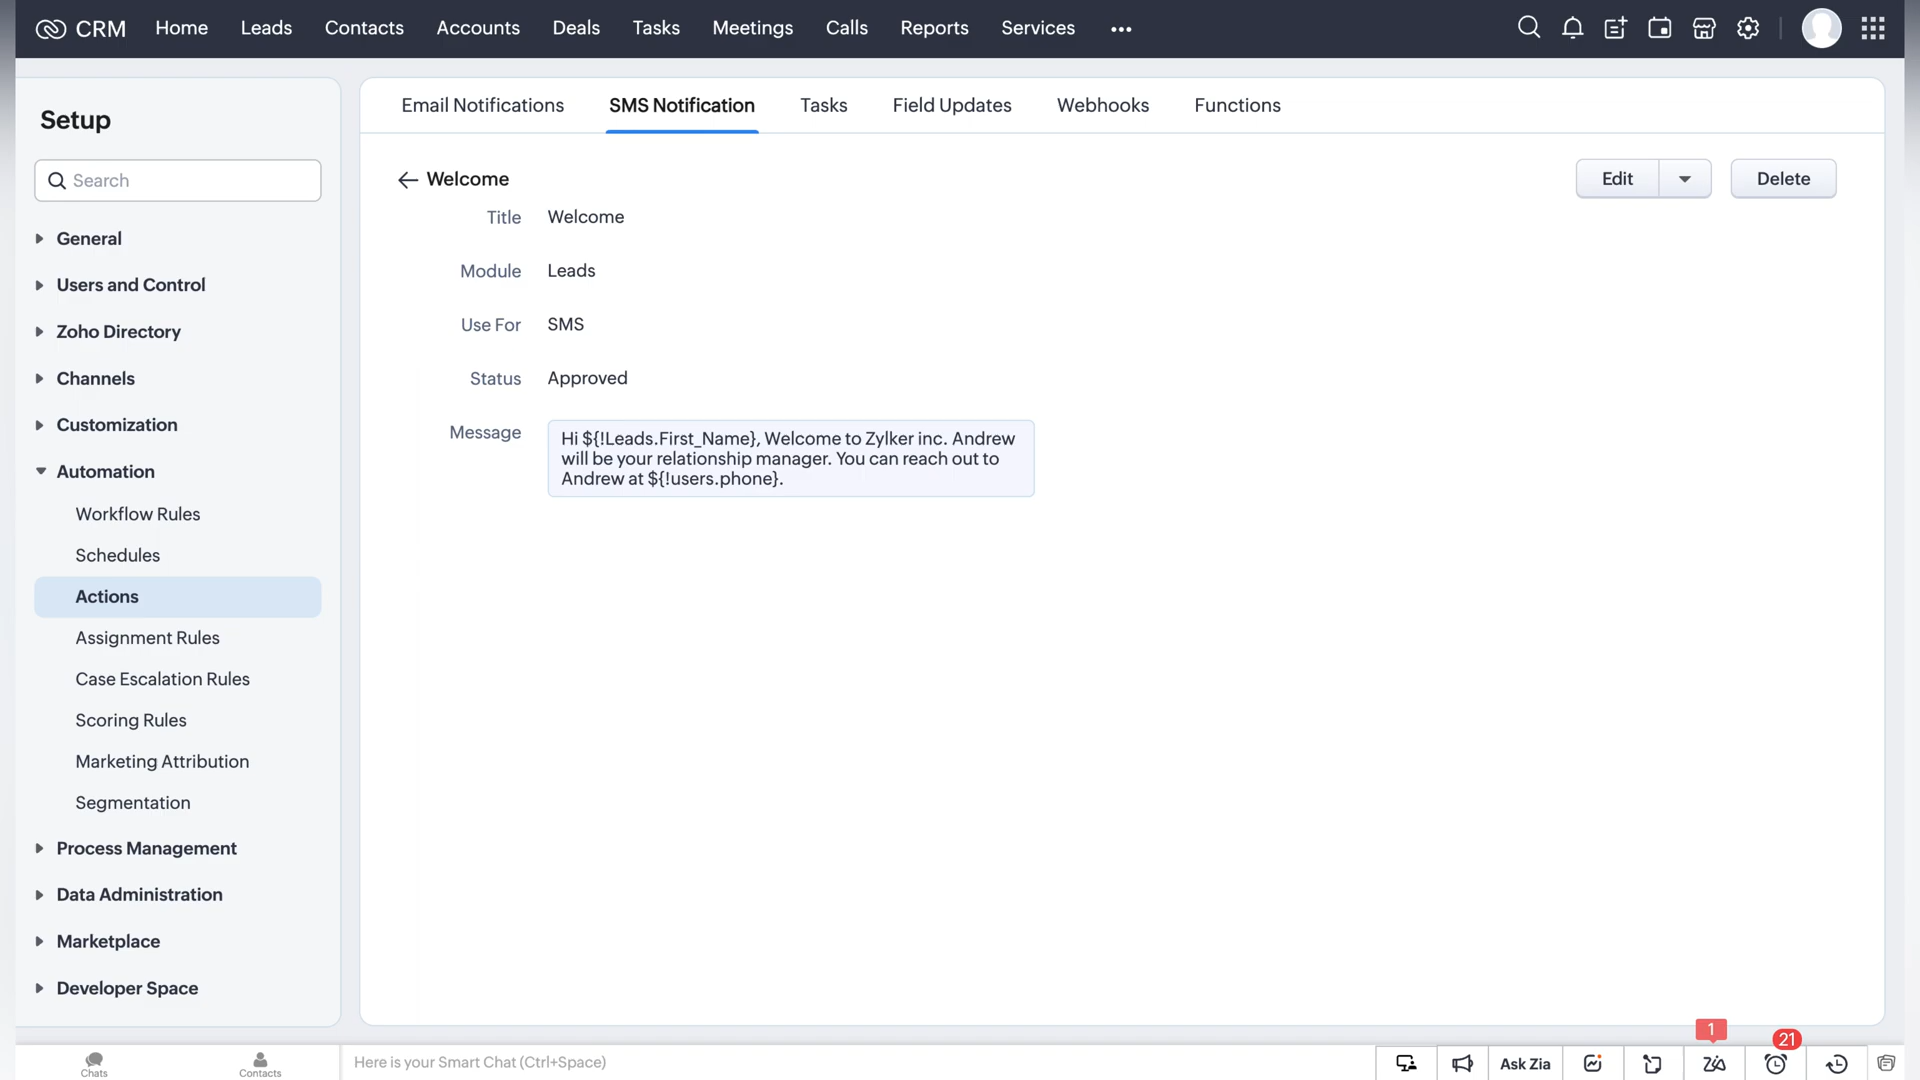 CRM Home Leads Contacts Accounts Deals Tasks Meetings Calls Reports Services •••
Setup
Search
General
Users and Control
Zoho Directory
Channels
Customization
Automation
Workflow Rules
Schedules
Actions
Assignment Rules
Case Escalation Rules
Scoring Rules
Marketing Attribution
Segmentation
Process Management
Data Administration
Marketplace
Developer Space
Email Notifications SMS Notification Tasks Field Updates Webhooks Functions
Welcome Edit Delete
Title Welcome
Module Leads
Use For SMS
Status Approved
Message Hi ${!Leads.First_Name}, Welcome to Zylker inc. Andrew
will be your relationship manager. You can reach out to
Andrew at ${!users.phone}.
1 21
Chats Contacts Here is your Smart Chat (Ctrl+Space) Ask Zia